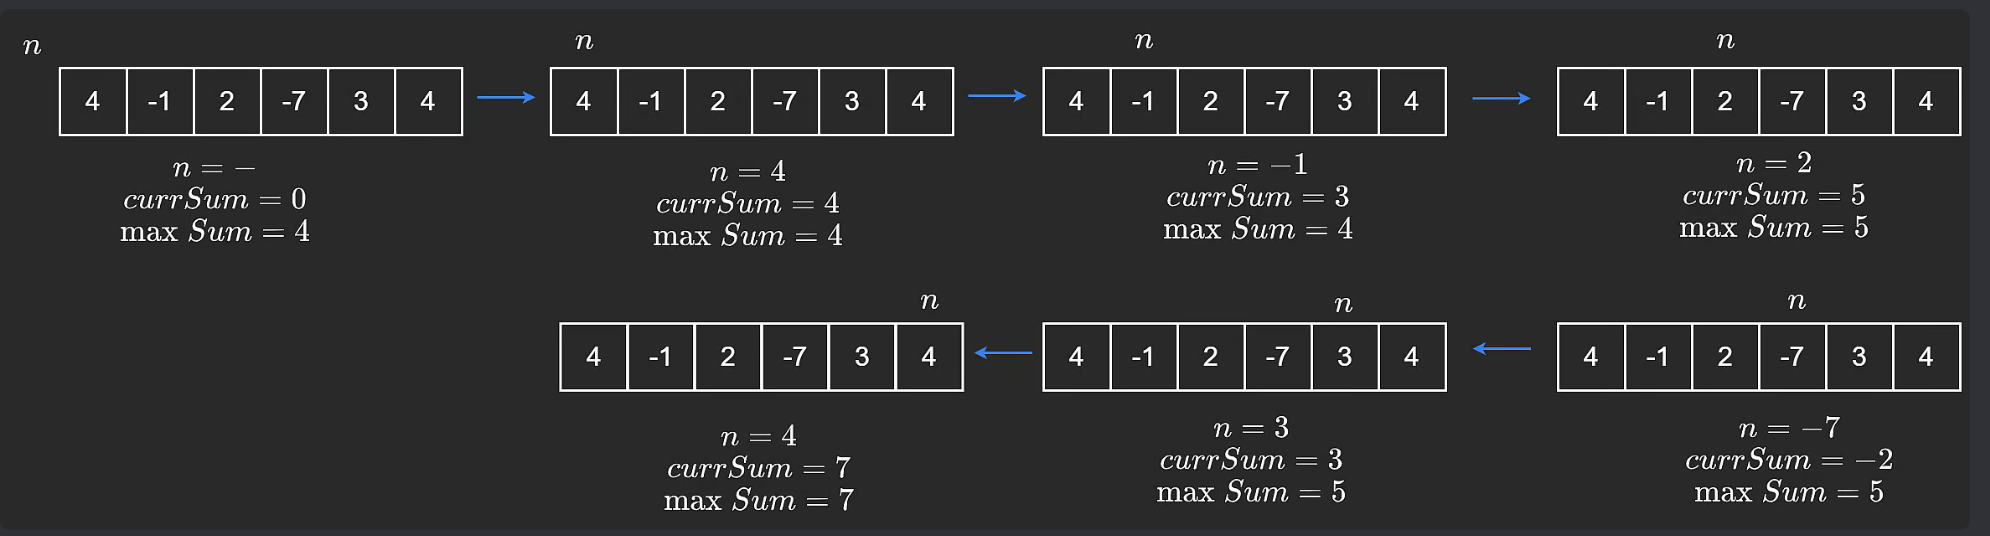 n
4 -1 2 -7 3 4
n = −
currSum = 0
max Sum = 4
n
4 -1 2 -7 3 4
n = 4
currSum = 4
max Sum = 4
n
4 -1 2 -7 3 4
n = −1
currSum = 3
max Sum = 4
n
4 -1 2 -7 3 4
n = 2
currSum = 5
max Sum = 5
n
4 -1 2 -7 3 4
n = −7
currSum = −2
max Sum = 5
n
4 -1 2 -7 3 4
n = 3
currSum = 3
max Sum = 5
n
4 -1 2 -7 3 4
n = 4
currSum = 7
max Sum = 7